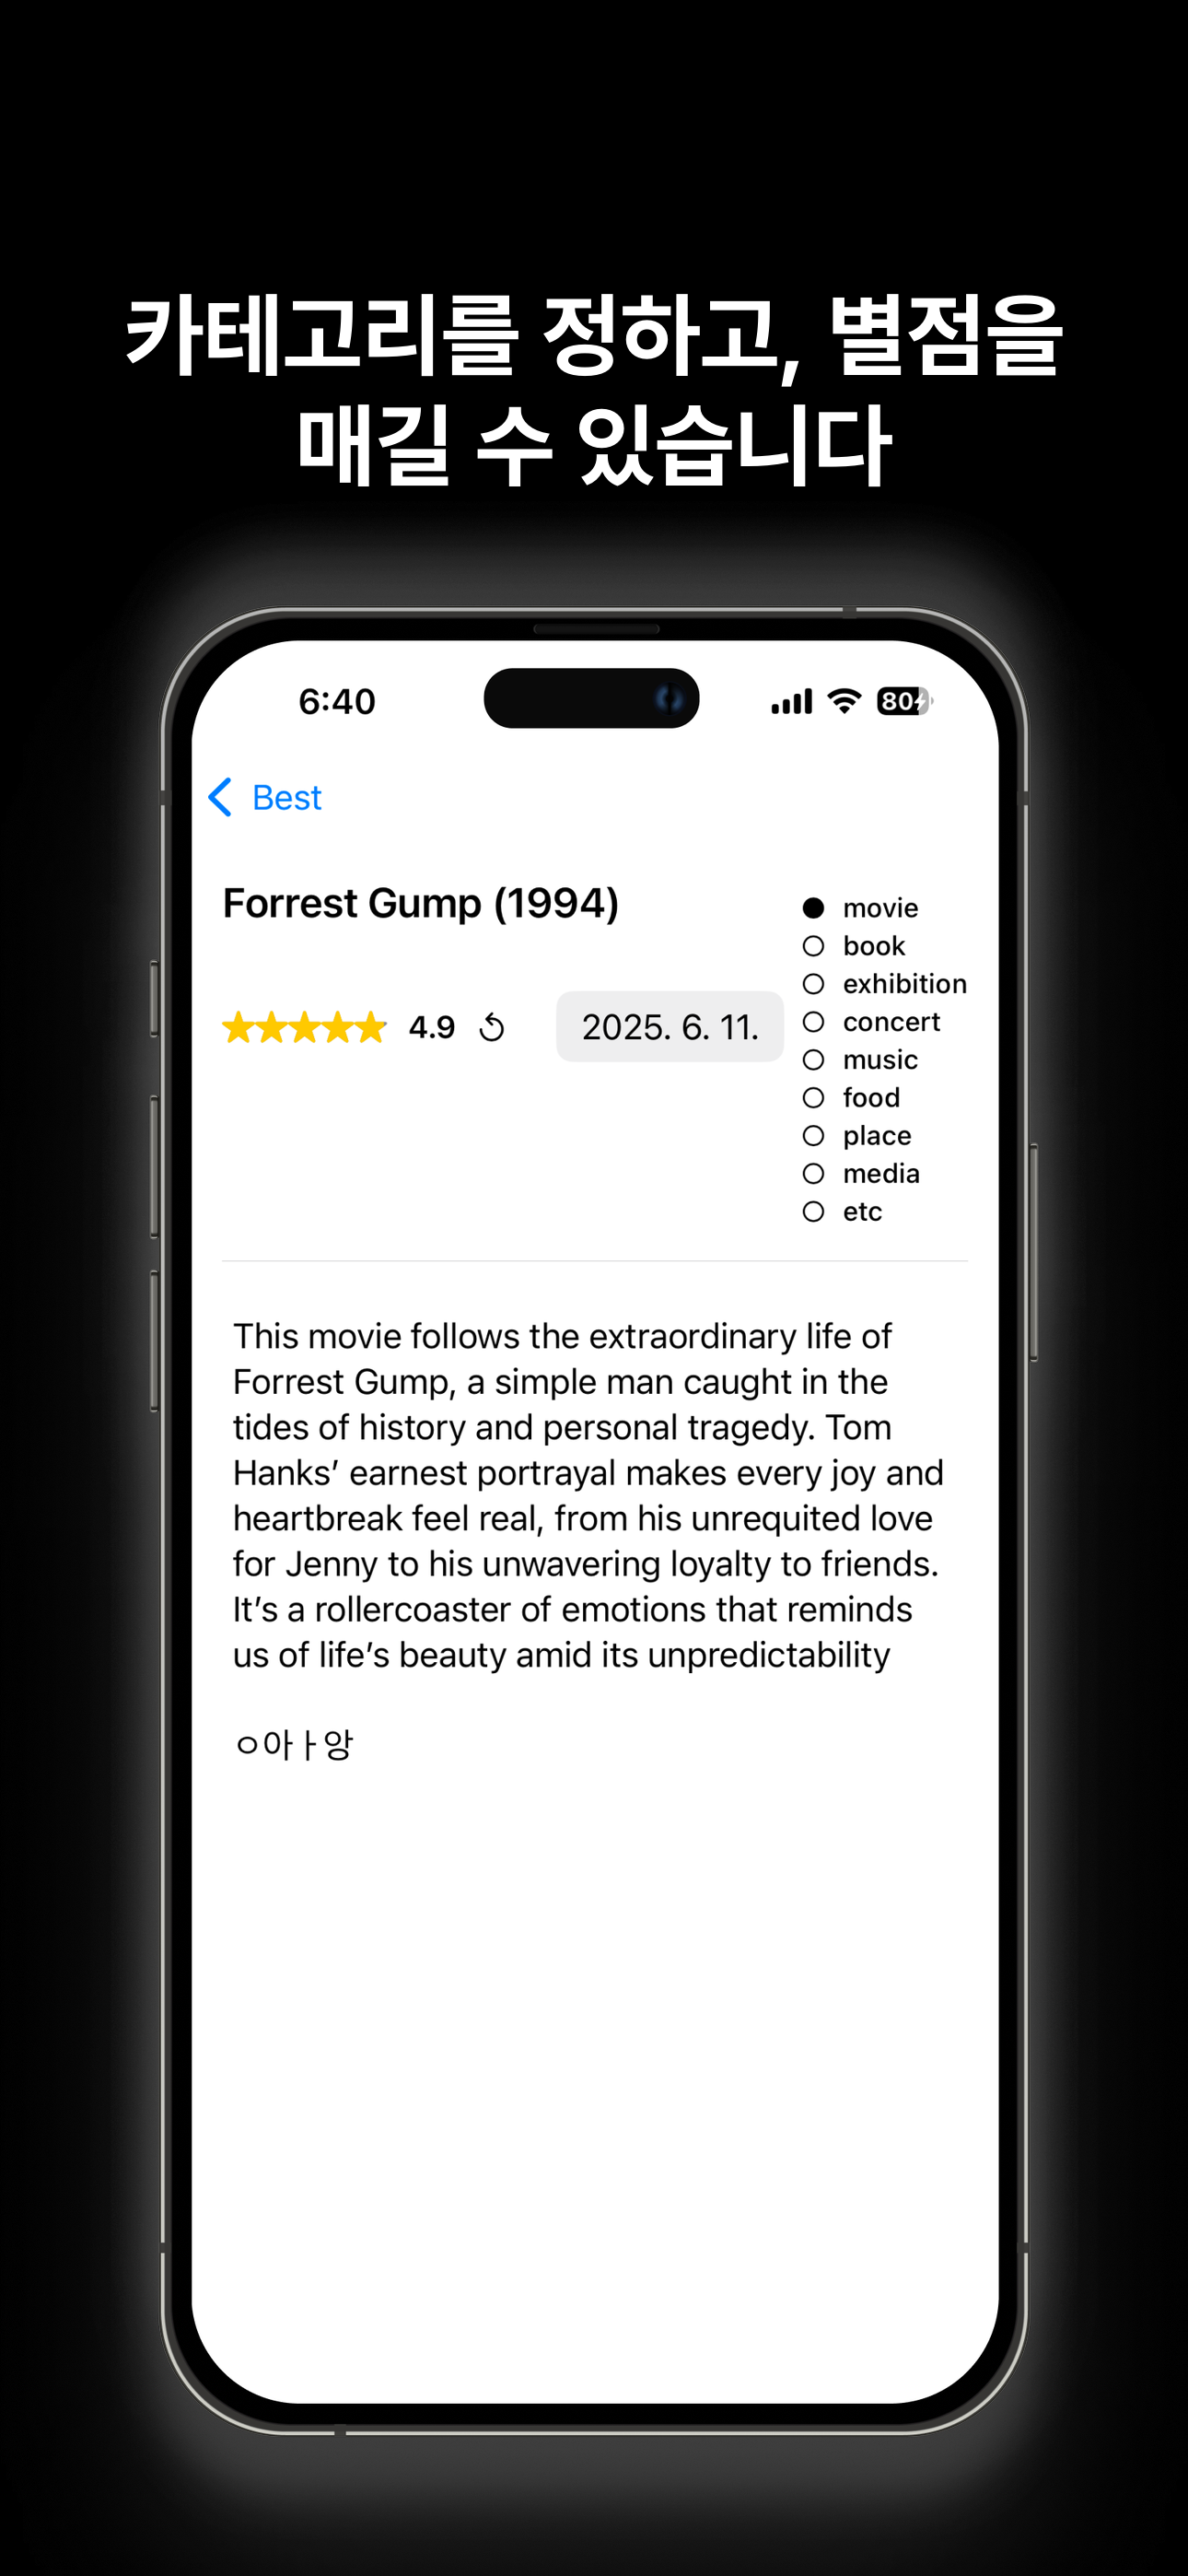 카테고리를 정하고, 별점을
매길 수 있습니다
6:40
80
Best
Forrest Gump (1994)
4.9
2025. 6. 11.
movie
book
exhibition
concert
music
food
place
media
etc
This movie follows the extraordinary life of
Forrest Gump, a simple man caught in the
tides of history and personal tragedy. Tom
Hanks’ earnest portrayal makes every joy and
heartbreak feel real, from his unrequited love
for Jenny to his unwavering loyalty to friends.
It’s a rollercoaster of emotions that reminds
us of life’s beauty amid its unpredictability
ㅇ아ㅏ앙